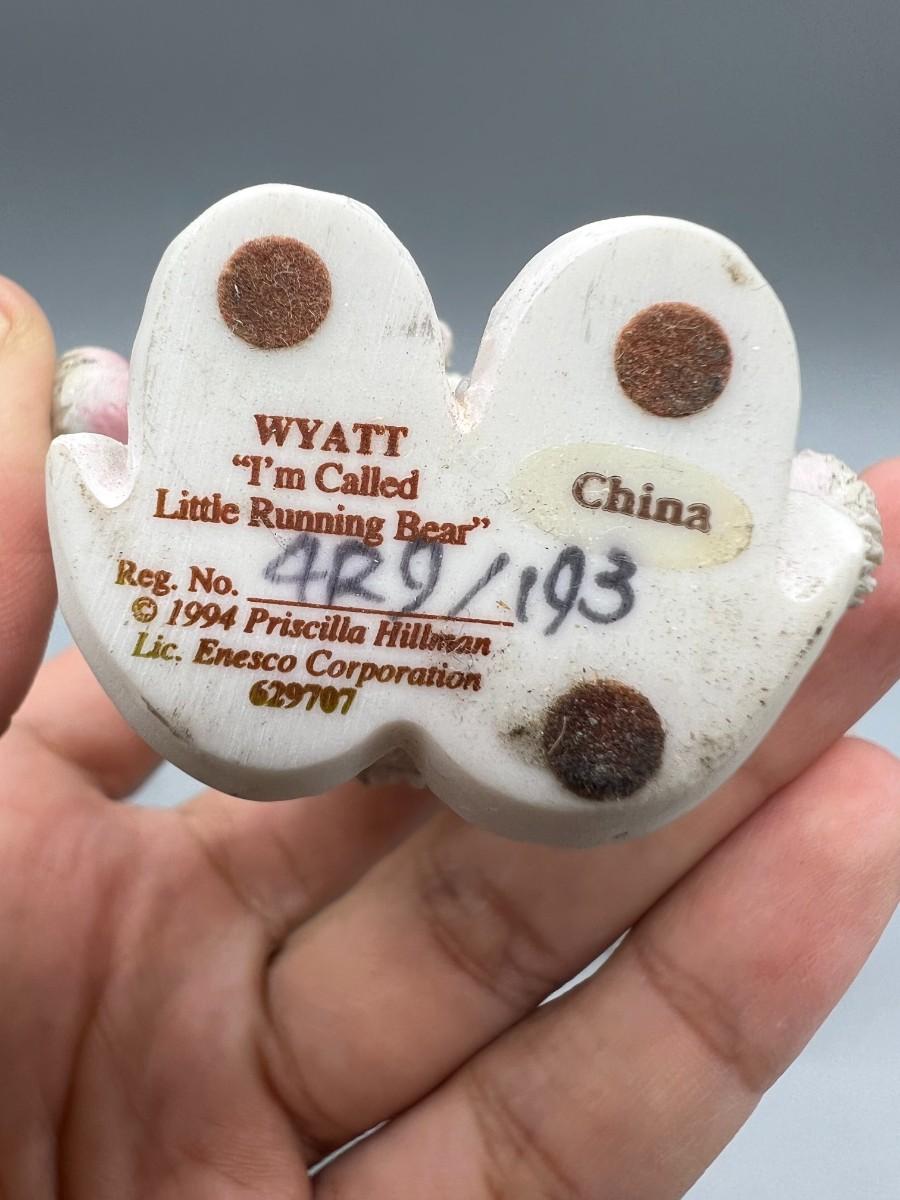 WYATT
“I’m Called
Little Running Bear”
China
Reg. No. 4R9/193
© 1994 Priscilla Hillman
Lic. Enesco Corporation
629707